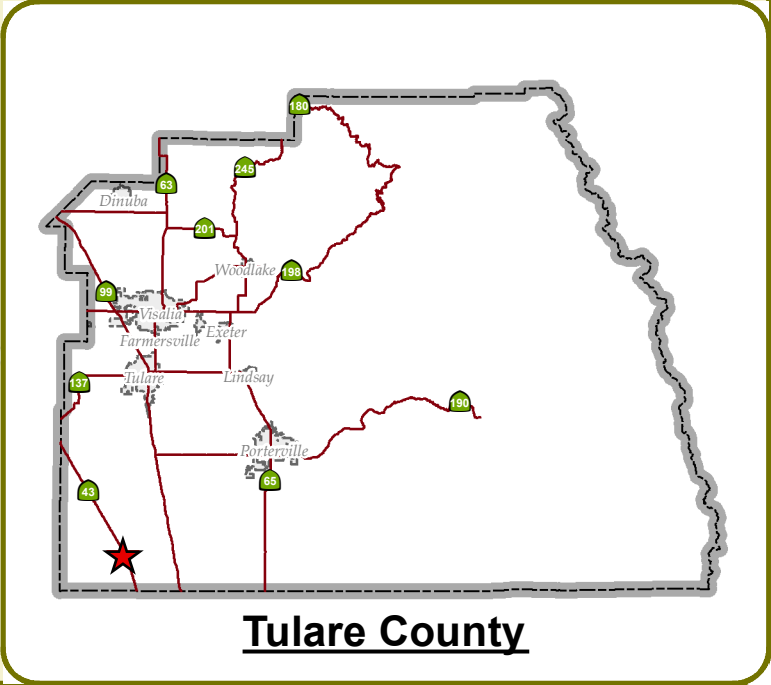 180
245
63
Dinuba
201
Woodlake
198
99
Visalia
Exeter
Farmersville
137
Tulare
Lindsay
190
Porterville
65
43
Tulare County